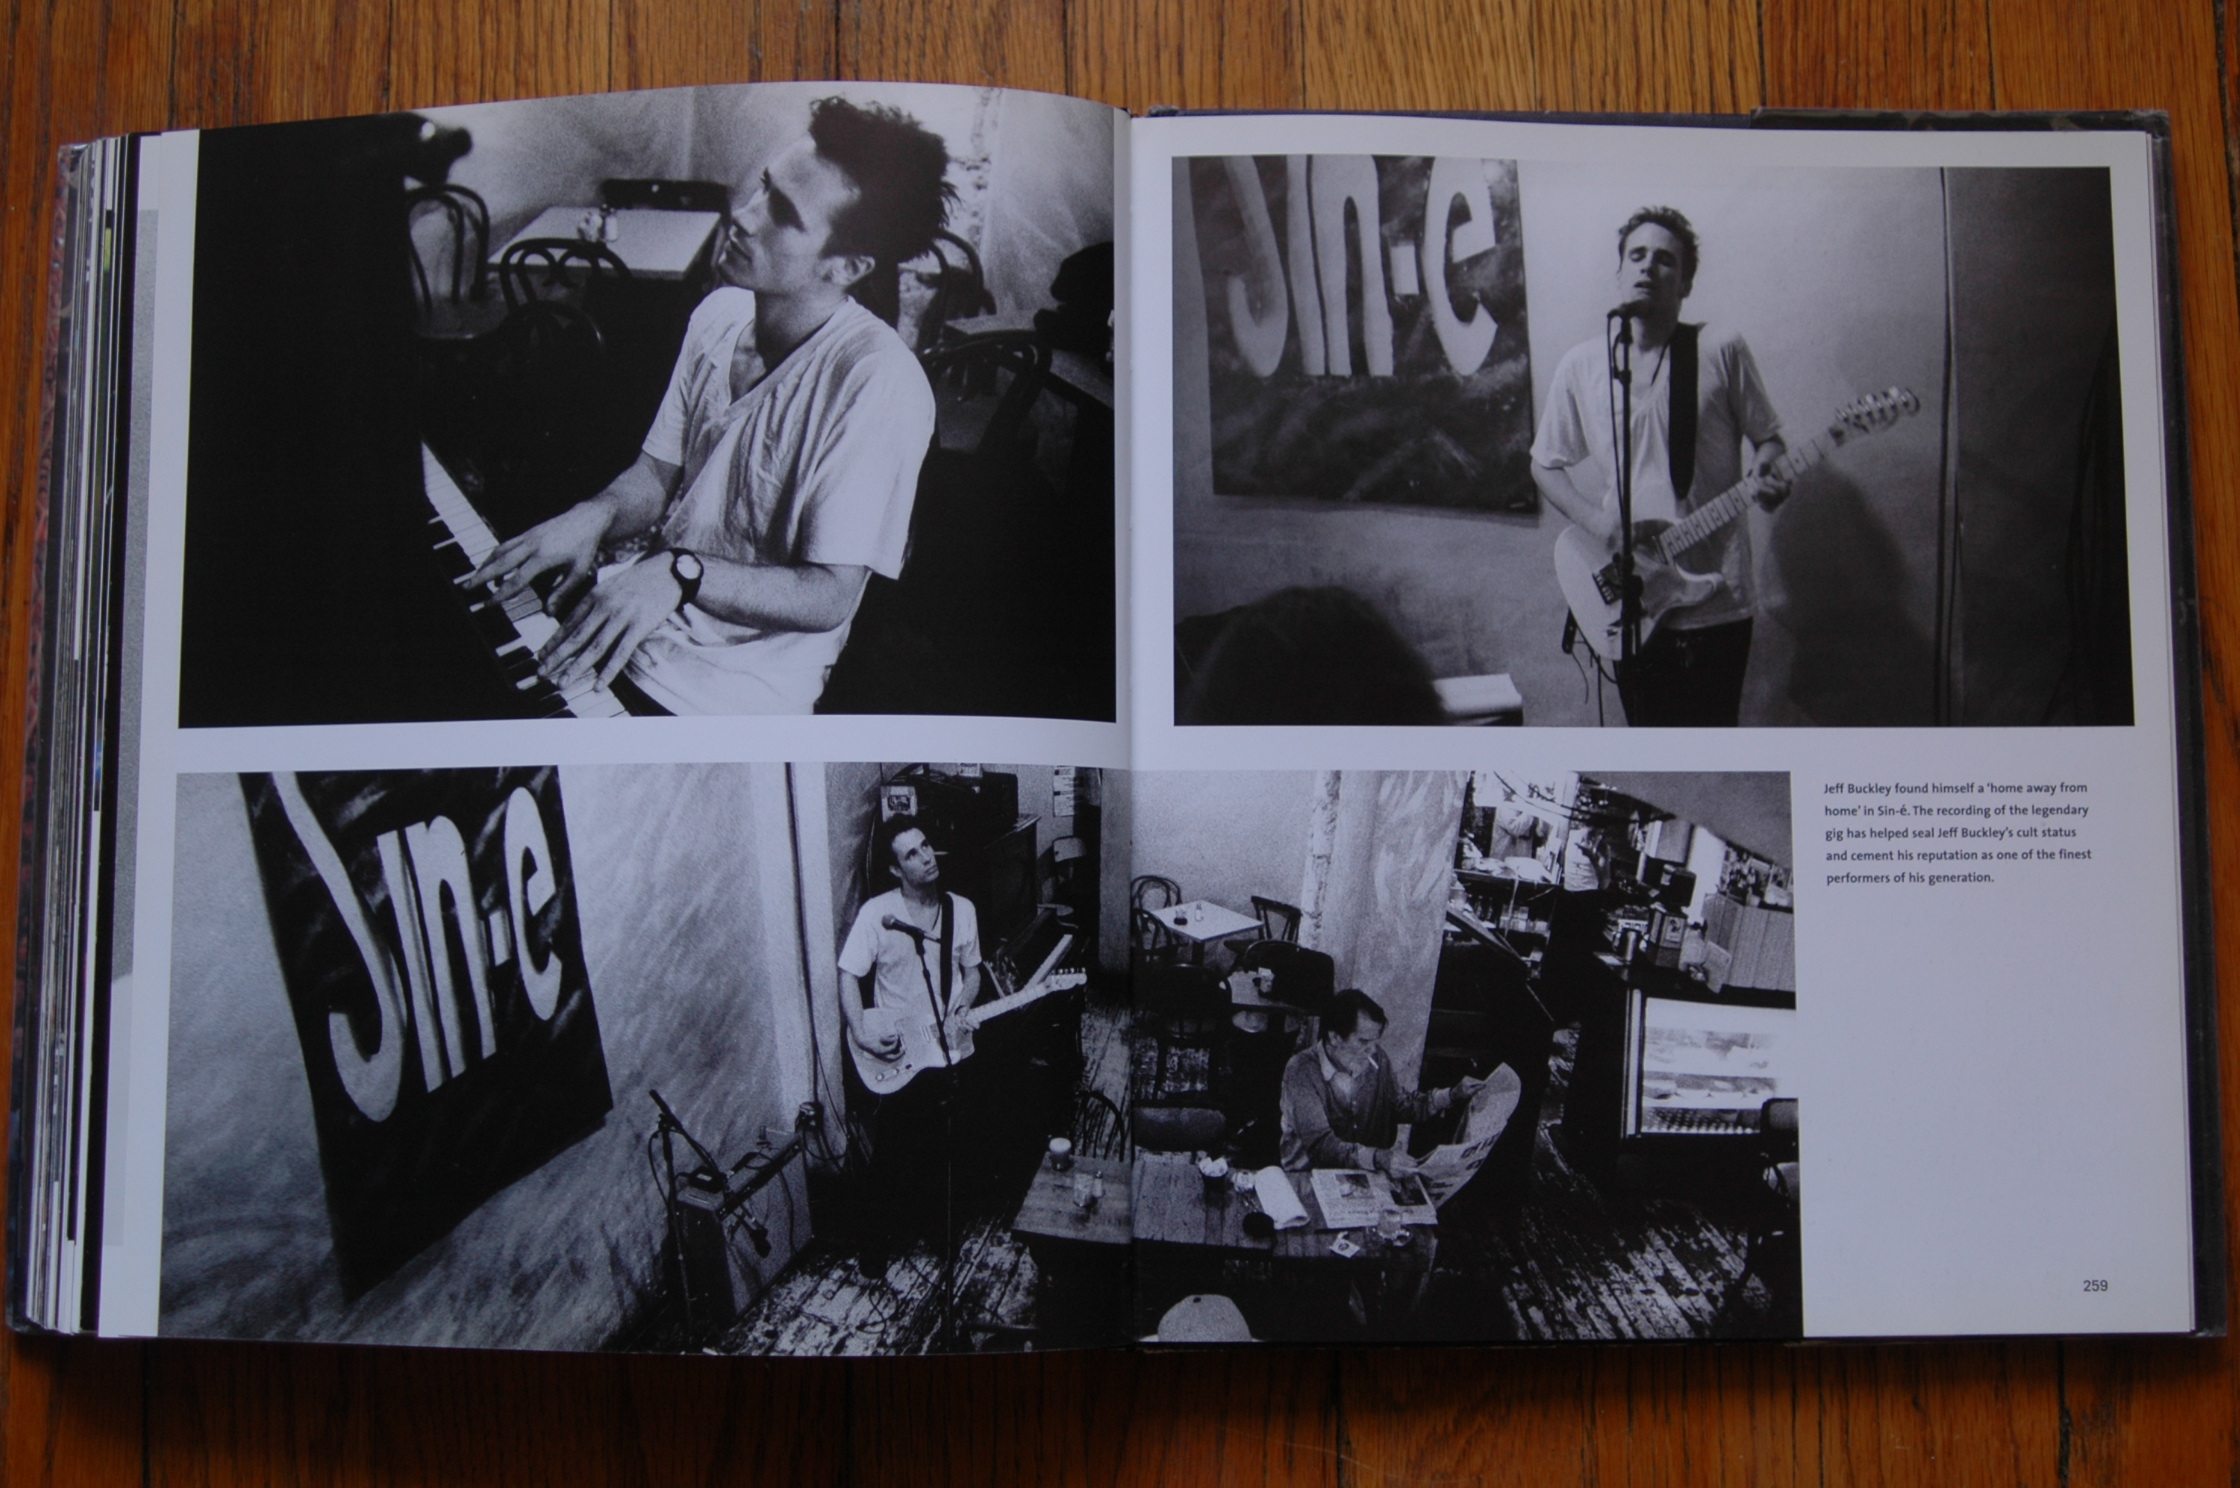 Sin-e
Sin-e
Jeff Buckley found himself a ‘home away from
home’ in Sin-é. The recording of the legendary
gig has helped seal Jeff Buckley’s cult status
and cement his reputation as one of the finest
performers of his generation.
259